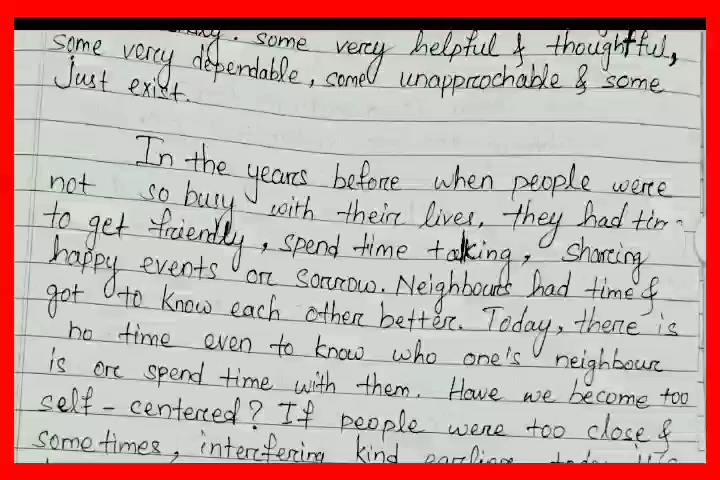 some very helpful & thoughtful,
some very dependable, some unapproachable & some
Just exist.
In the years before when people were
not so busy with their lives, they had tim
to get friendly, spend time talking, sharing
happy events or sorrow. Neighbours had time &
got to know each other better. Today, there is
no time even to know who one's neighbour
is or spend time with them. Have we become too
self-centered? If people were too close &
sometimes, interfering kind